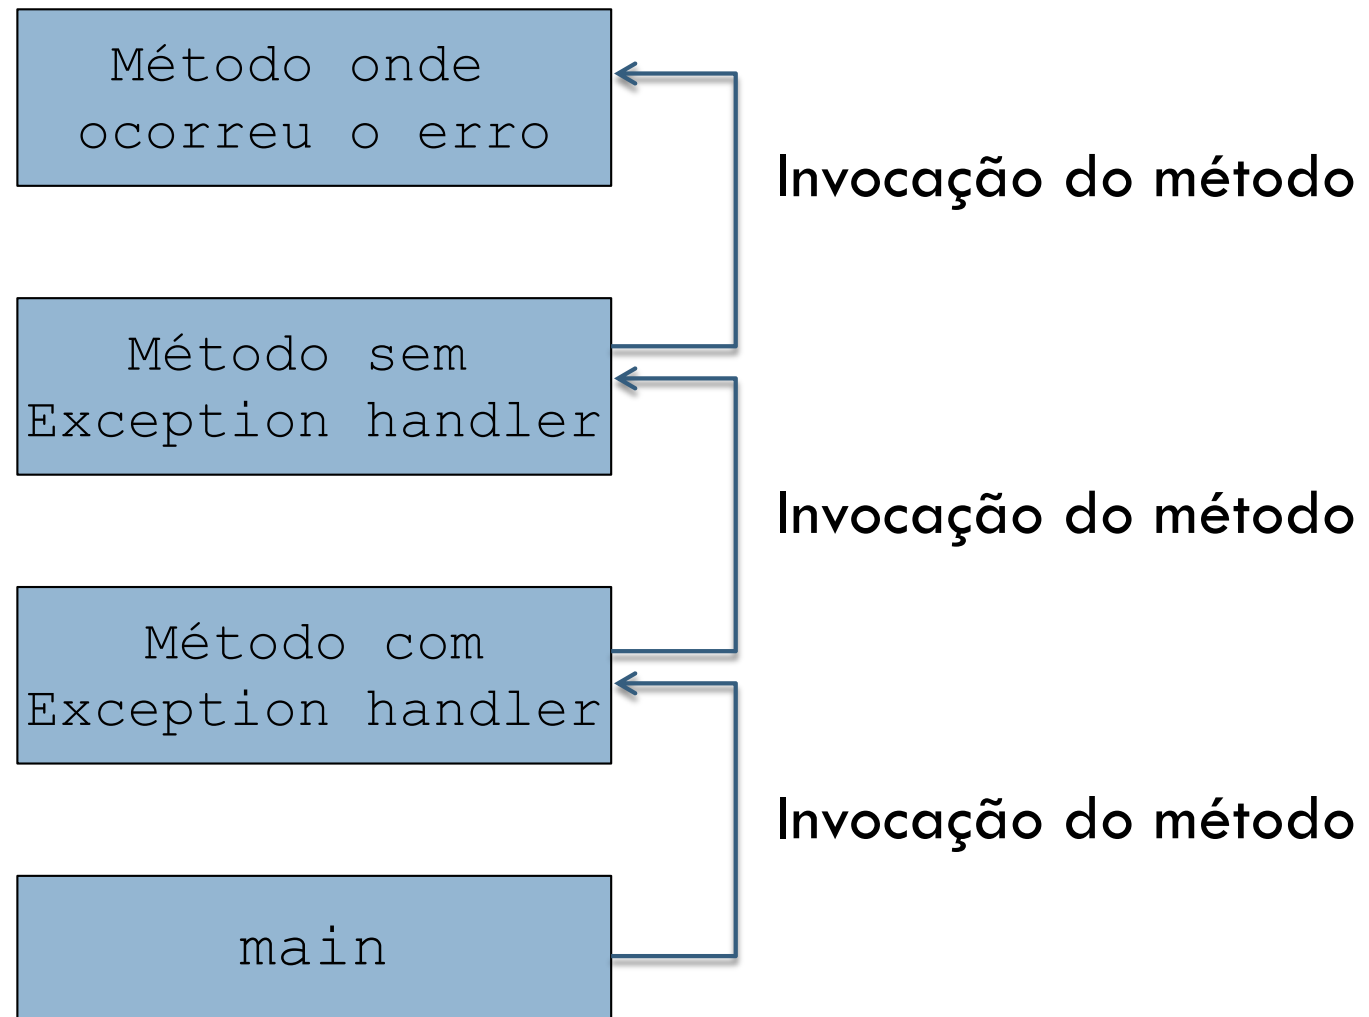 Método onde
ocorreu o erro
Invocação do método
Método sem
Exception handler
Invocação do método
Método com
Exception handler
Invocação do método
main